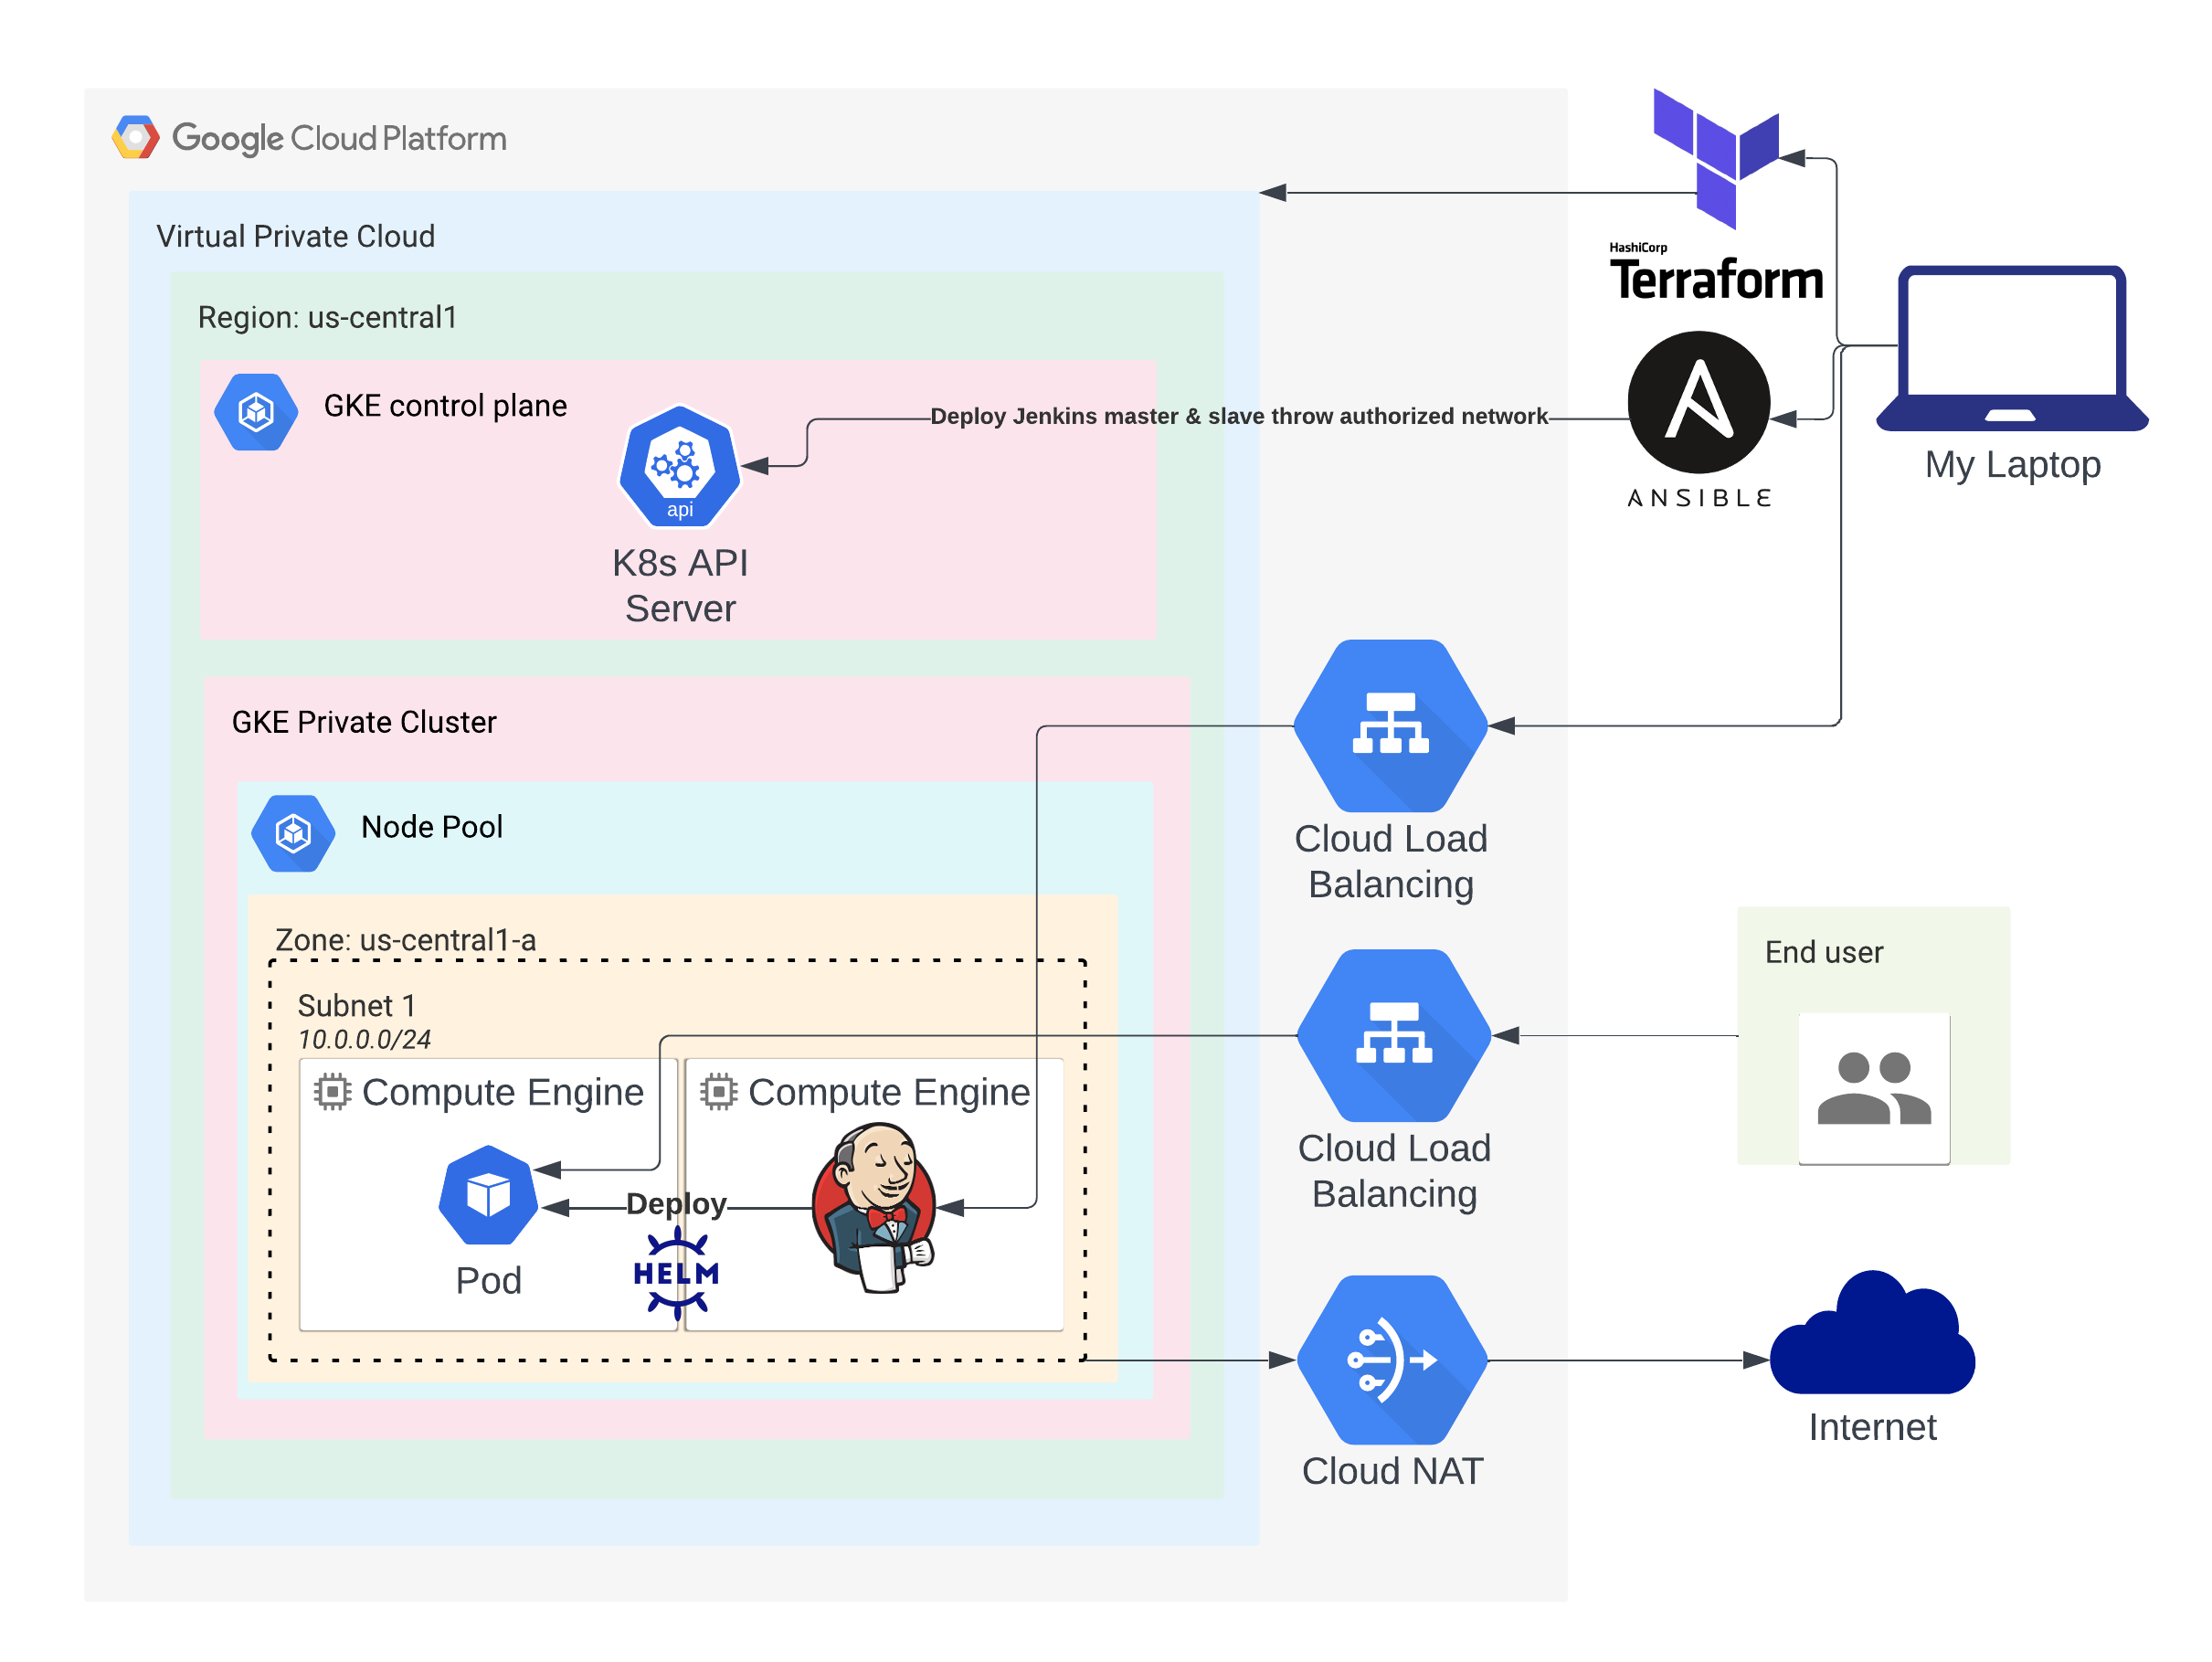 Google Cloud Platform
Virtual Private Cloud
Region: us-central1
GKE control plane
api
K8s API
Server
Deploy Jenkins master & slave throw authorized network
HashiCorp
Terraform
ANSIBLE
My Laptop
GKE Private Cluster
Node Pool
Zone: us-central1-a
Subnet 1
10.0.0.0/24
Compute Engine
Compute Engine
Pod
Deploy
HELM
Cloud Load
Balancing
Cloud Load
Balancing
End user
Cloud NAT
Internet